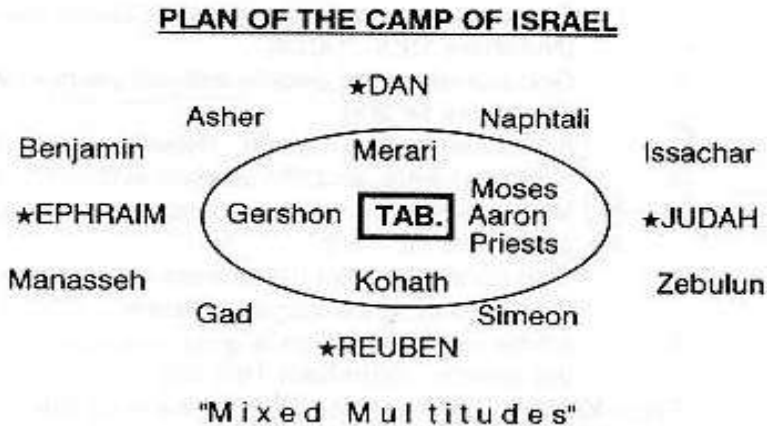 PLAN OF THE CAMP OF ISRAEL
★DAN
Asher Naphtali
Benjamin Merari Issachar
★EPHRAIM Gershon TAB. Moses Aaron Priests ★JUDAH
Manasseh Kohath Zebulun
Gad Simeon
★REUBEN
"Mixed Multitudes"